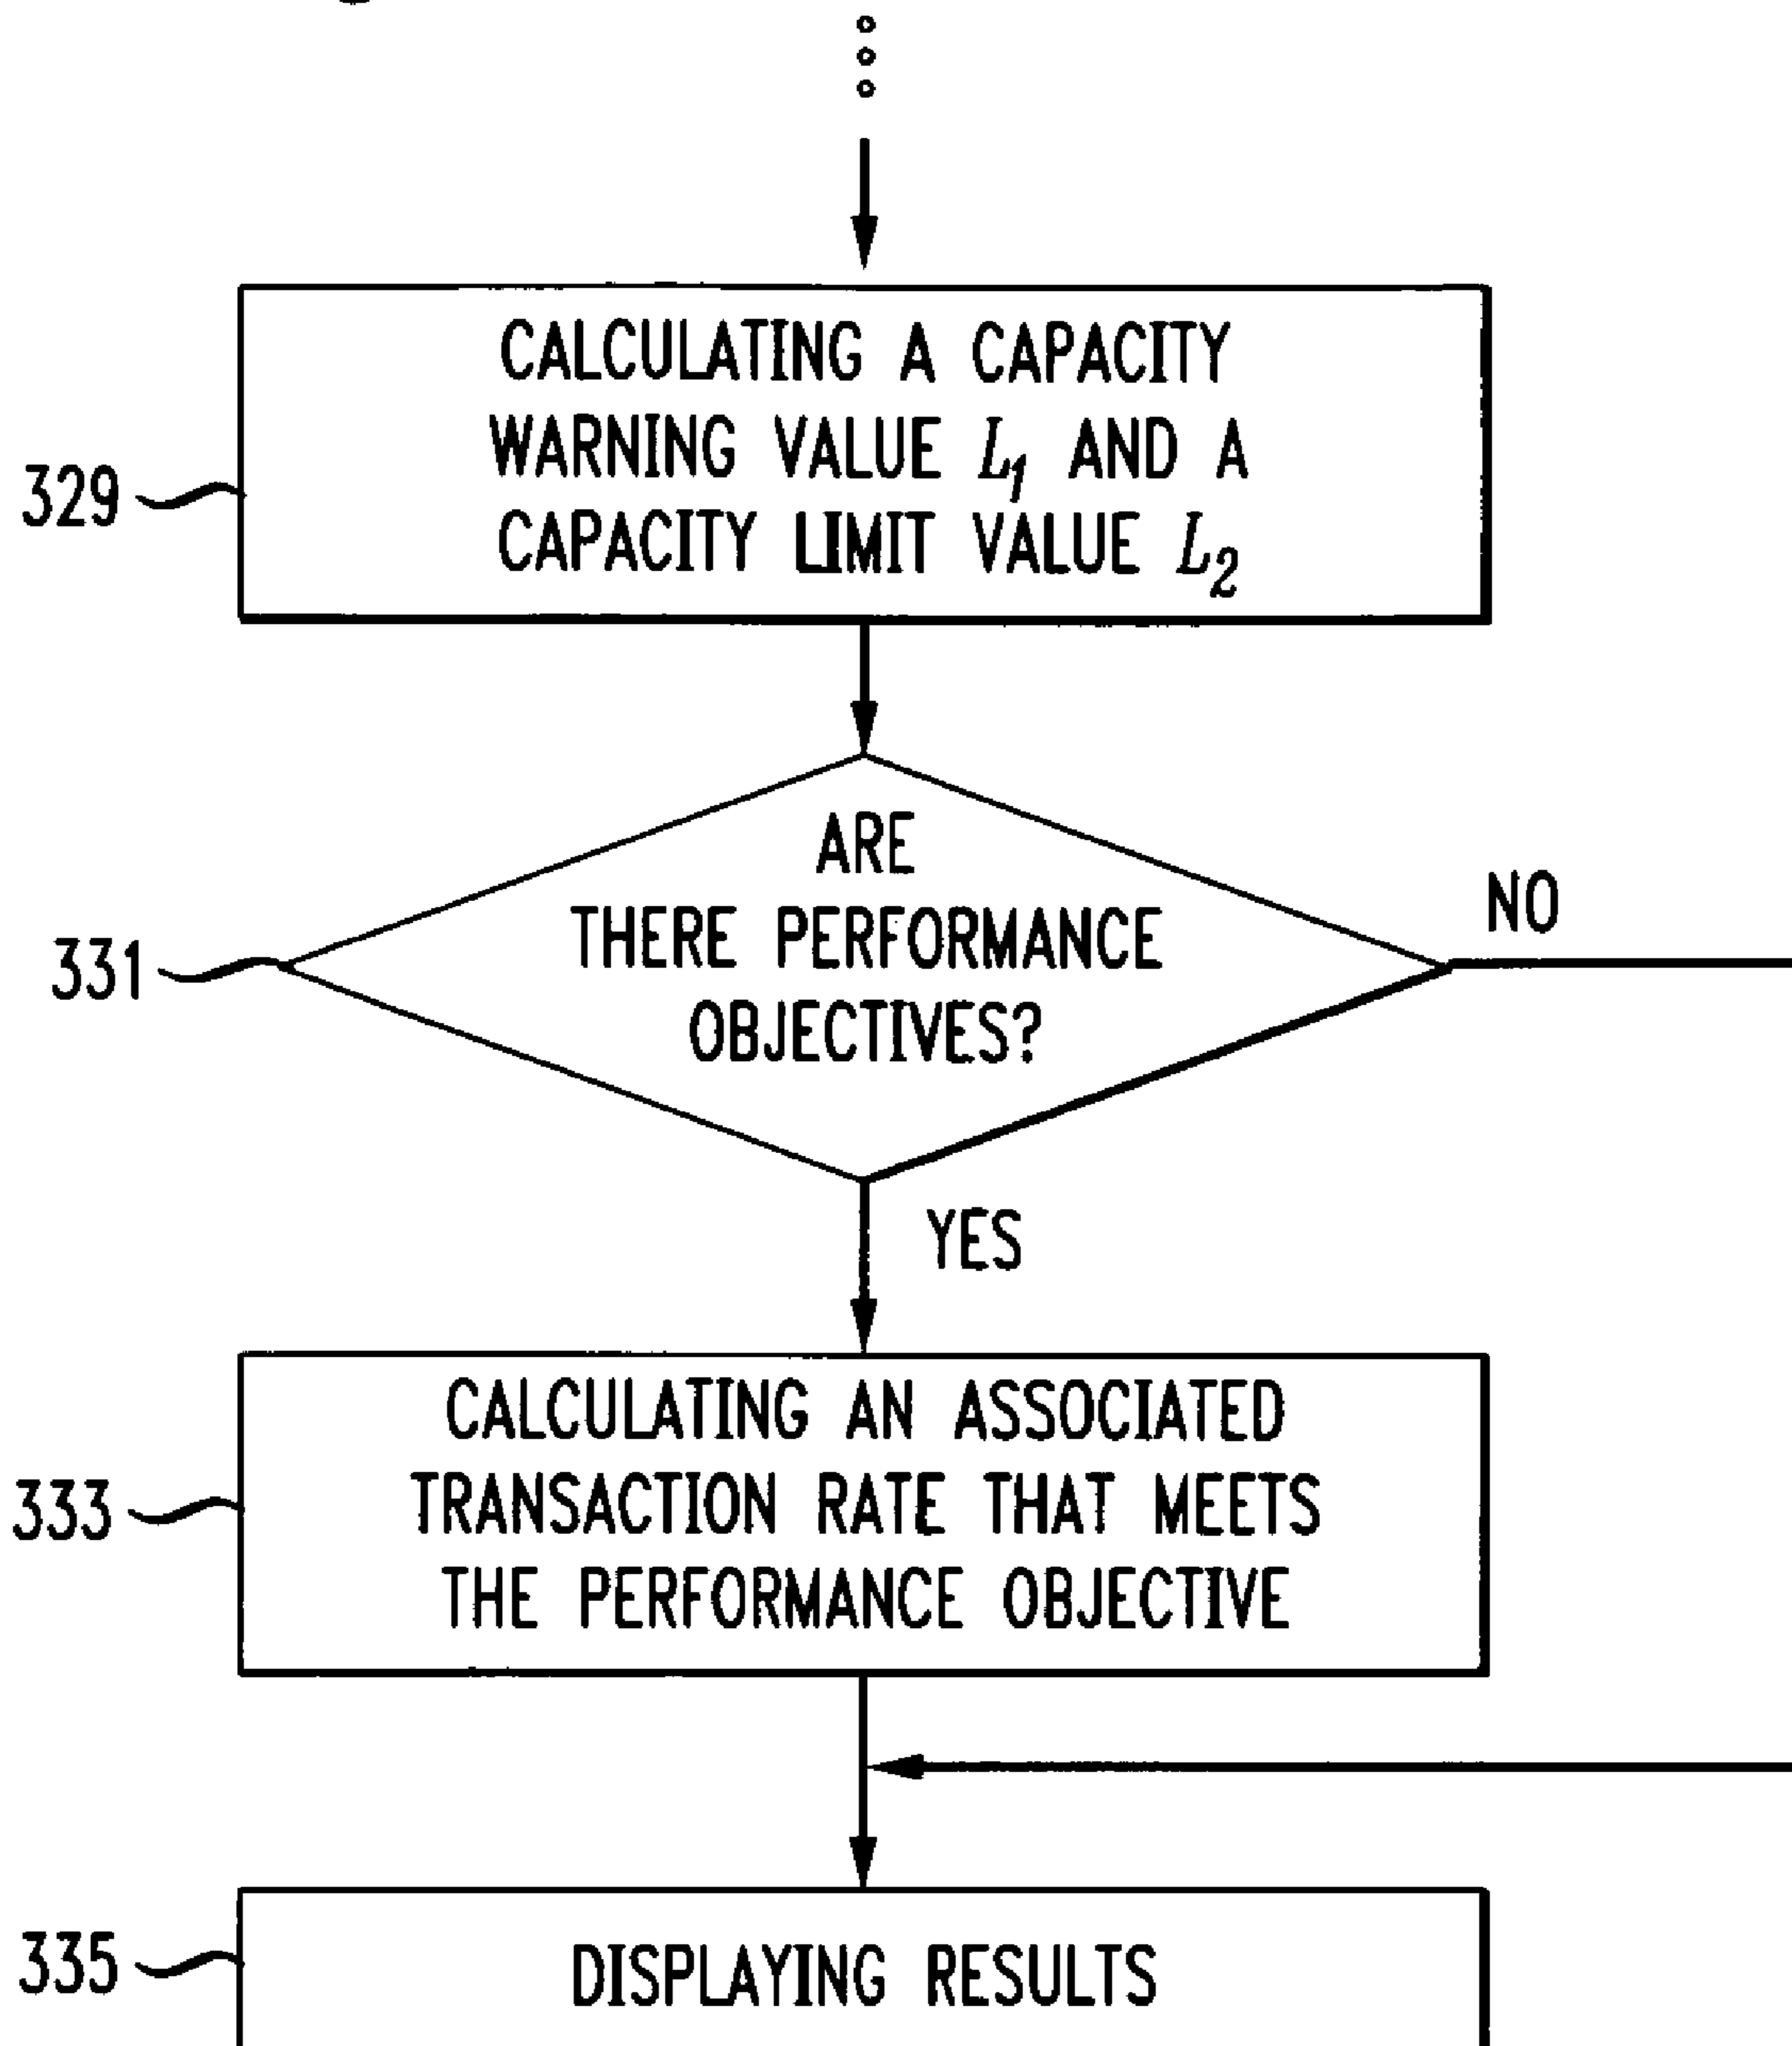 CALCULATING A CAPACITY
WARNING VALUE L1 AND A
CAPACITY LIMIT VALUE L2
329
ARE
THERE PERFORMANCE
OBJECTIVES?
331
NO
YES
CALCULATING AN ASSOCIATED
TRANSACTION RATE THAT MEETS
THE PERFORMANCE OBJECTIVE
333
335
DISPLAYING RESULTS